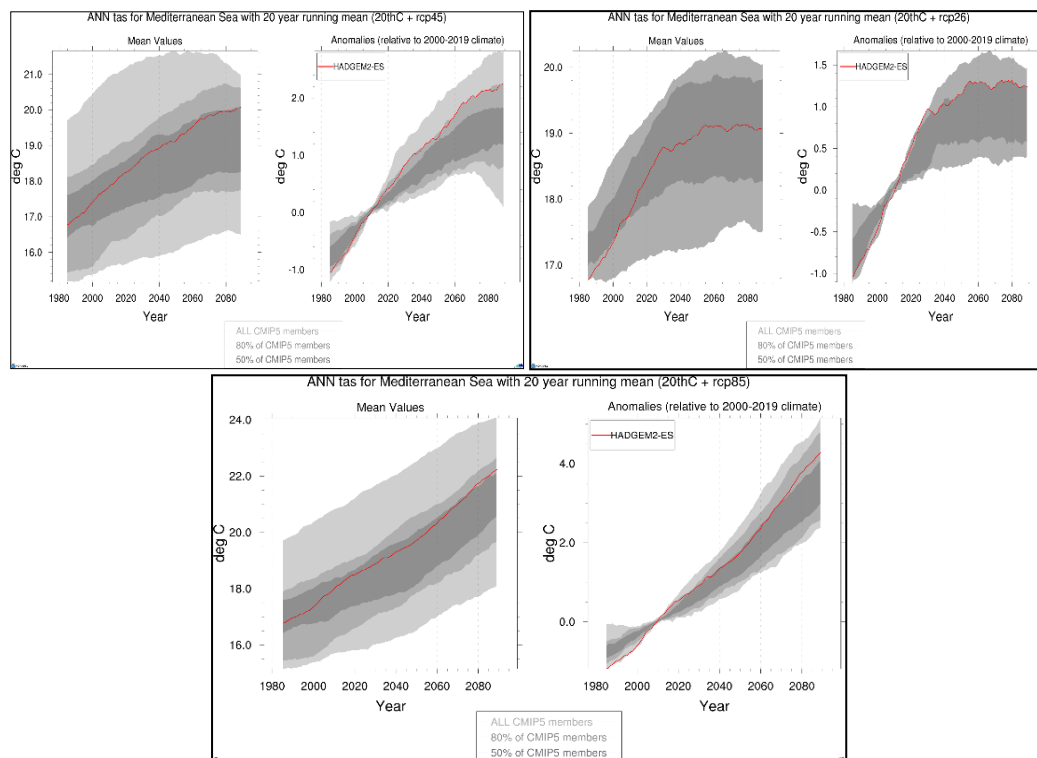 ANN tas for Mediterranean Sea with 20 year running mean (20thC + rcp45)
Mean Values
Anomalies (relative to 2000-2019 climate)
HADGEM2-ES
deg C
21.0
20.0
19.0
18.0
17.0
16.0
1980 2000 2020 2040 2060 2080
Year
deg C
2.0
1.0
0.0
-1.0
1980 2000 2020 2040 2060 2080
Year
ALL CMIP5 members
80% of CMIP5 members
50% of CMIP5 members
ANN tas for Mediterranean Sea with 20 year running mean (20thC + rcp26)
Mean Values
Anomalies (relative to 2000-2019 climate)
HADGEM2-ES
deg C
20.0
19.0
18.0
17.0
1980 2000 2020 2040 2060 2080
Year
deg C
1.5
1.0
0.5
0.0
-0.5
-1.0
1980 2000 2020 2040 2060 2080
Year
ALL CMIP5 members
80% of CMIP5 members
50% of CMIP5 members
ANN tas for Mediterranean Sea with 20 year running mean (20thC + rcp85)
Mean Values
Anomalies (relative to 2000-2019 climate)
HADGEM2-ES
deg C
24.0
22.0
20.0
18.0
16.0
1980 2000 2020 2040 2060 2080
Year
deg C
4.0
2.0
0.0
1980 2000 2020 2040 2060 2080
Year
ALL CMIP5 members
80% of CMIP5 members
50% of CMIP5 members